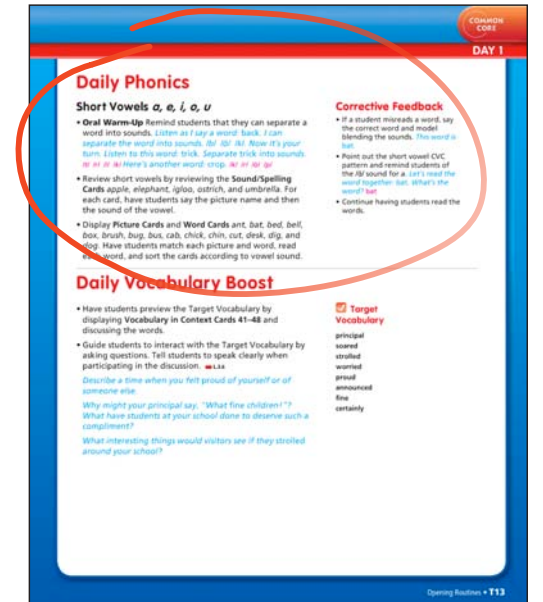 COMMON
CORE
DAY 1
Daily Phonics
Short Vowels a, e, i, o, u
• Oral Warm-Up Remind students that they can separate a
word into sounds. Listen as I say a word: back. I can
separate the word into sounds. /b/ /ă/ /k/. Now it's your
turn. Listen to this word: trick. Separate trick into sounds.
/t/ /r/ /ĭ/ /k/ Here's another word: crop. /k/ /r/ /ŏ/ /p/
• Review short vowels by reviewing the Sound/Spelling
Cards apple, elephant, igloo, ostrich, and umbrella. For
each card, have students say the picture name and then
the sound of the vowel.
• Display Picture Cards and Word Cards ant, bat, bed, bell,
box, brush, bug, bus, cab, chick, chin, cut, desk, dig, and
dog. Have students match each picture and word, read
each word, and sort the cards according to vowel sound.
Corrective Feedback
• If a student misreads a word, say
the correct word and model
blending the sounds. This word is
bat.
• Point out the short vowel CVC
pattern and remind students of
the /ă/ sound for a. Let's read the
word together: bat. What's the
word? bat
• Continue having students read the
words.
Daily Vocabulary Boost
• Have students preview the Target Vocabulary by
displaying Vocabulary in Context Cards 41–48 and
discussing the words.
• Guide students to interact with the Target Vocabulary by
asking questions. Tell students to speak clearly when
participating in the discussion.
Describe a time when you felt proud of yourself or of
someone else.
Why might your principal say, "What fine children!"?
What have students at your school done to deserve such a
compliment?
What interesting things would visitors see if they strolled
around your school?
Target
Vocabulary
principal
soared
strolled
worried
proud
announced
fine
certainly
Opening Routines • T13